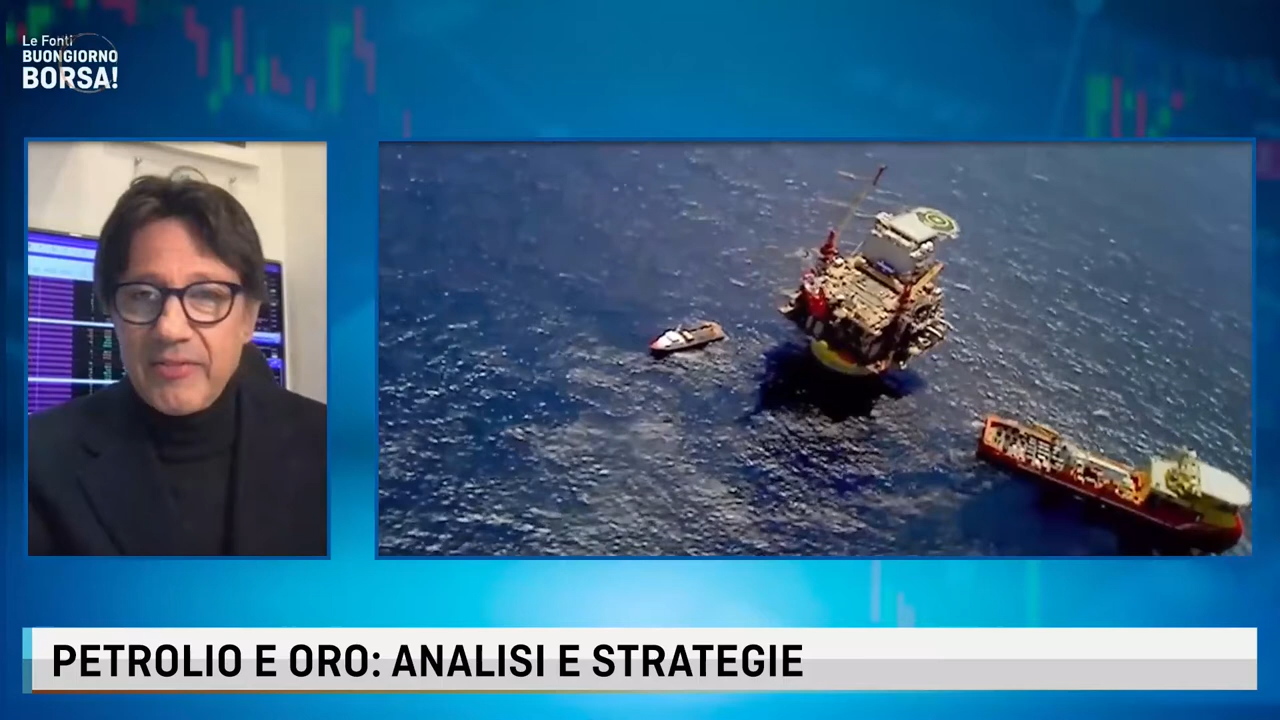 Le Fonti
BUONGIORNO
BORSA!
PETROLIO E ORO: ANALISI E STRATEGIE